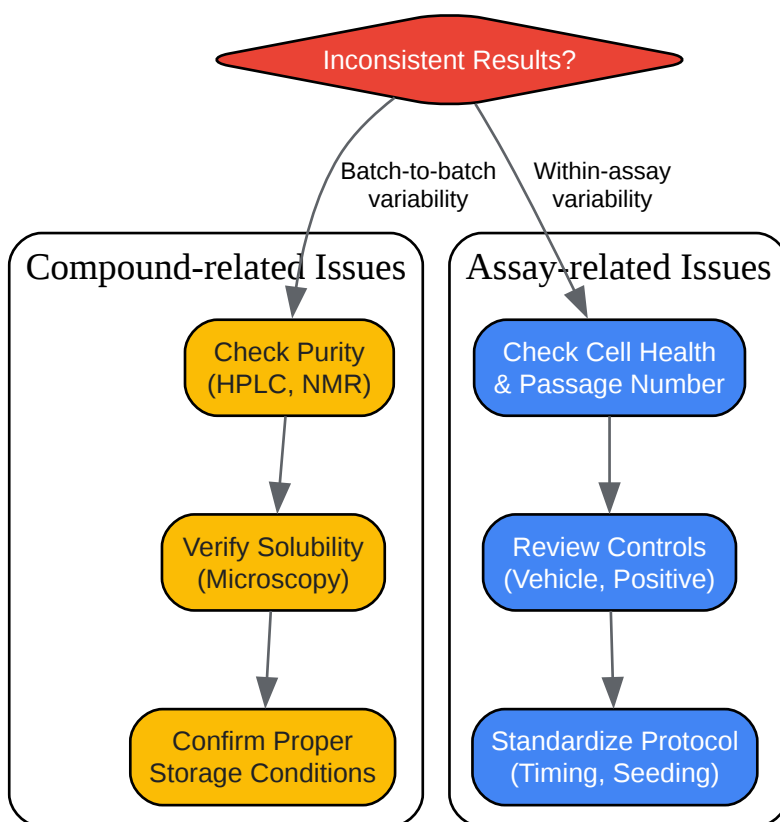 Inconsistent Results?
Batch-to-batch
variability
Within-assay
variability
Compound-related Issues
Check Purity
(HPLC, NMR)
Verify Solubility
(Microscopy)
Confirm Proper
Storage Conditions
Assay-related Issues
Check Cell Health
& Passage Number
Review Controls
(Vehicle, Positive)
Standardize Protocol
(Timing, Seeding)